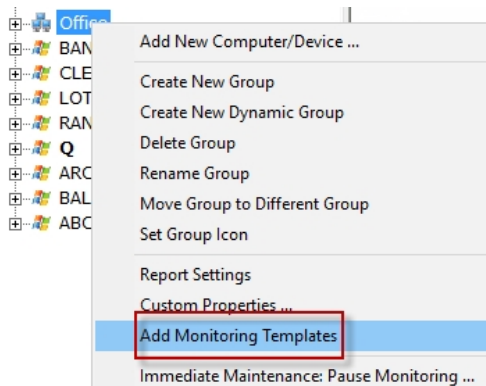 Office
BAN
CLE
LOT
RAN
Q
ARC
BAL
ABC
Add New Computer/Device ...
Create New Group
Create New Dynamic Group
Delete Group
Rename Group
Move Group to Different Group
Set Group Icon
Report Settings
Custom Properties ...
Add Monitoring Templates
Immediate Maintenance: Pause Monitoring ...